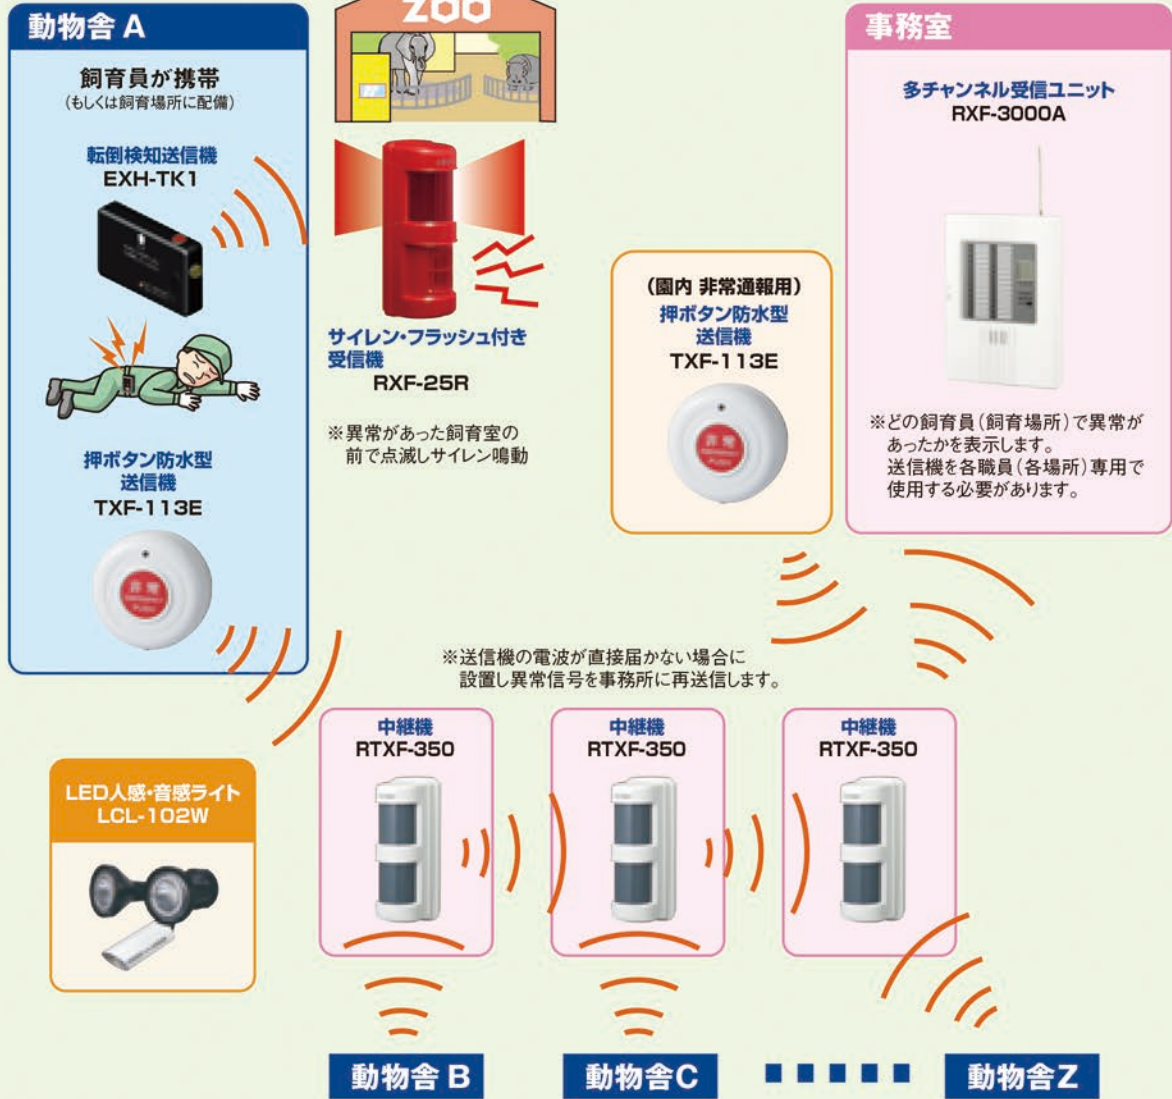 動物舎 A
飼育員が携帯
(もしくは飼育場所に配備)
転倒検知送信機
EXH-TK1
押ボタン防水型
送信機
TXF-113E
非常
PUSH
ZOO
サイレン・フラッシュ付き
受信機
RXF-25R
※異常があった飼育室の
前で点滅しサイレン鳴動
(園内 非常通報用)
押ボタン防水型
送信機
TXF-113E
非常
PUSH
事務室
多チャンネル受信ユニット
RXF-3000A
※どの飼育員(飼育場所)で異常が
あったかを表示します。
送信機を各職員(各場所)専用で
使用する必要があります。
※送信機の電波が直接届かない場合に
設置し異常信号を事務所に再送信します。
中継機
RTXF-350
中継機
RTXF-350
中継機
RTXF-350
LED人感・音感ライト
LCL-102W
動物舎 B
動物舎C
動物舎Z